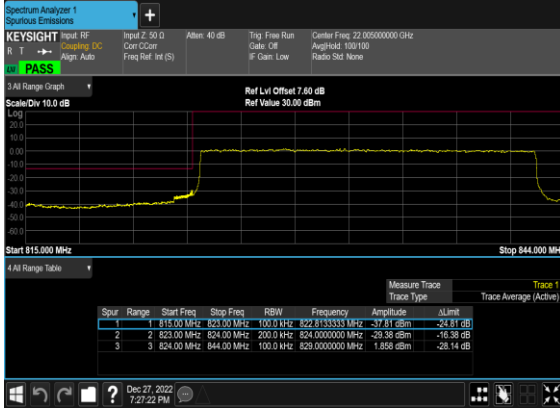 Spectrum Analyzer 1
Spurious Emissions
+
KEYSIGHT Input: RF Input Z: 50 Ω Atten: 40 dB Trig: Free Run Center Freq: 22.005000000 GHz
R T Coupling: DC Corr CCorr Gate: Off Avg|Hold: 100/100
Align: Auto Freq Ref: Int (S) IF Gain: Low Radio Std: None
PASS
3 All Range Graph
Ref Lvl Offset 7.60 dB
Scale/Div 10.0 dB Ref Value 30.00 dBm
Log
20.0
10.0
0.00
-10.0
-20.0
-30.0
-40.0
-50.0
-60.0
Start 815.000 MHz Stop 844.000 MH
4 All Range Table
Measure Trace Trace 1
Trace Type Trace Average (Active)
Spur Range Start Freq Stop Freq RBW Frequency Amplitude ΔLimit
1 1 815.00 MHz 823.00 MHz 100.0 kHz 822.8133333 MHz -37.81 dBm -24.81 dB
2 2 823.00 MHz 824.00 MHz 200.0 kHz 824.0000000 MHz -29.38 dBm -16.38 dB
3 3 824.00 MHz 844.00 MHz 100.0 kHz 829.0000000 MHz 1.858 dBm -28.14 dB
? Dec 27, 2022
7:27:22 PM